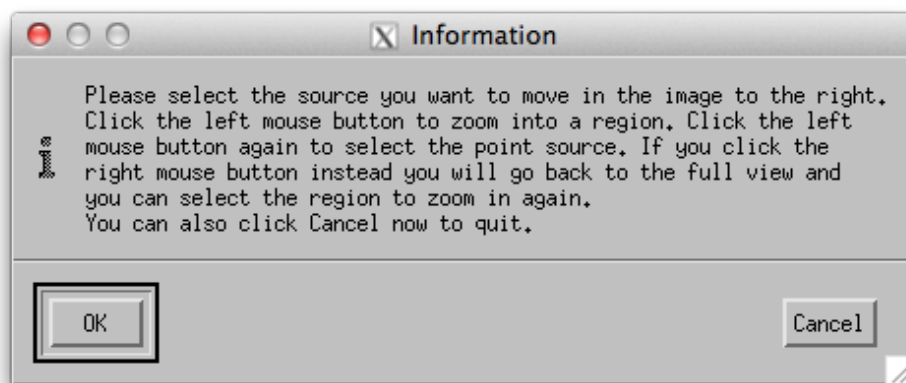 X Information
Please select the source you want to move in the image to the right.
Click the left mouse button to zoom into a region. Click the left
mouse button again to select the point source. If you click the
right mouse button instead you will go back to the full view and
you can select the region to zoom in again.
You can also click Cancel now to quit.
OK
Cancel